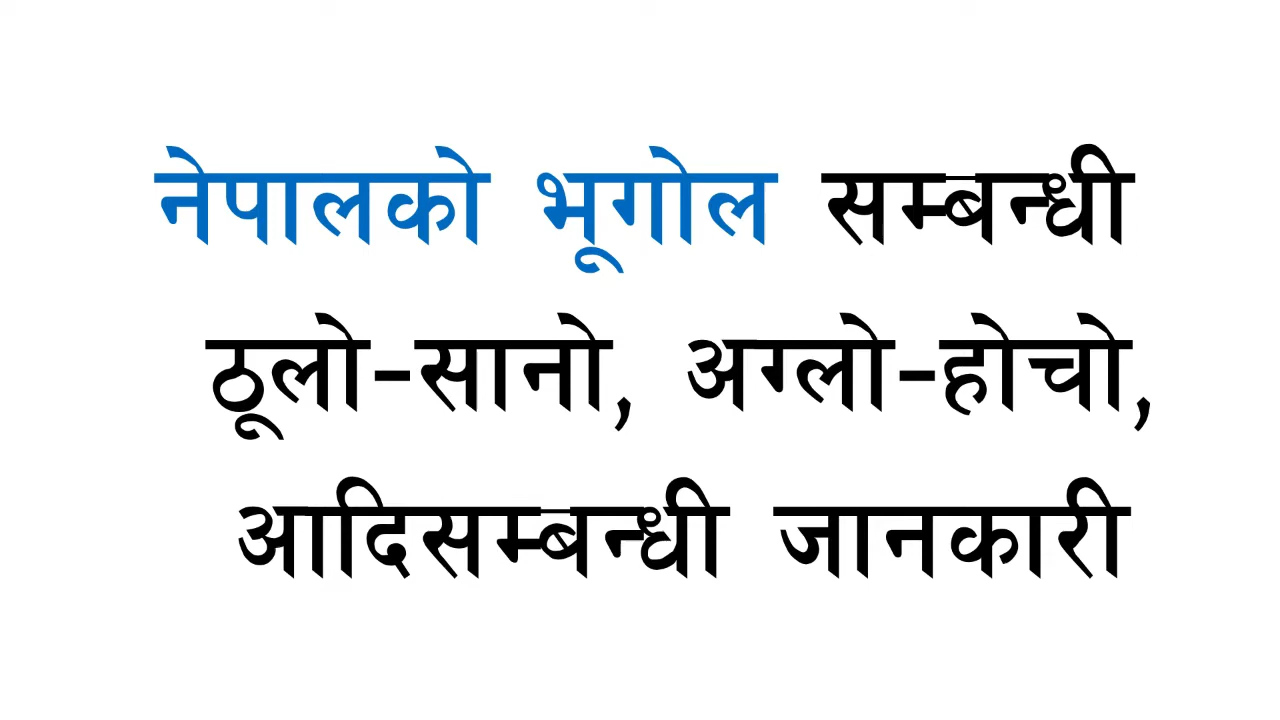 नेपालको भूगोल सम्बन्धी
ठूलो-सानो, अग्लो-होचो,
आदिसम्बन्धी जानकारी